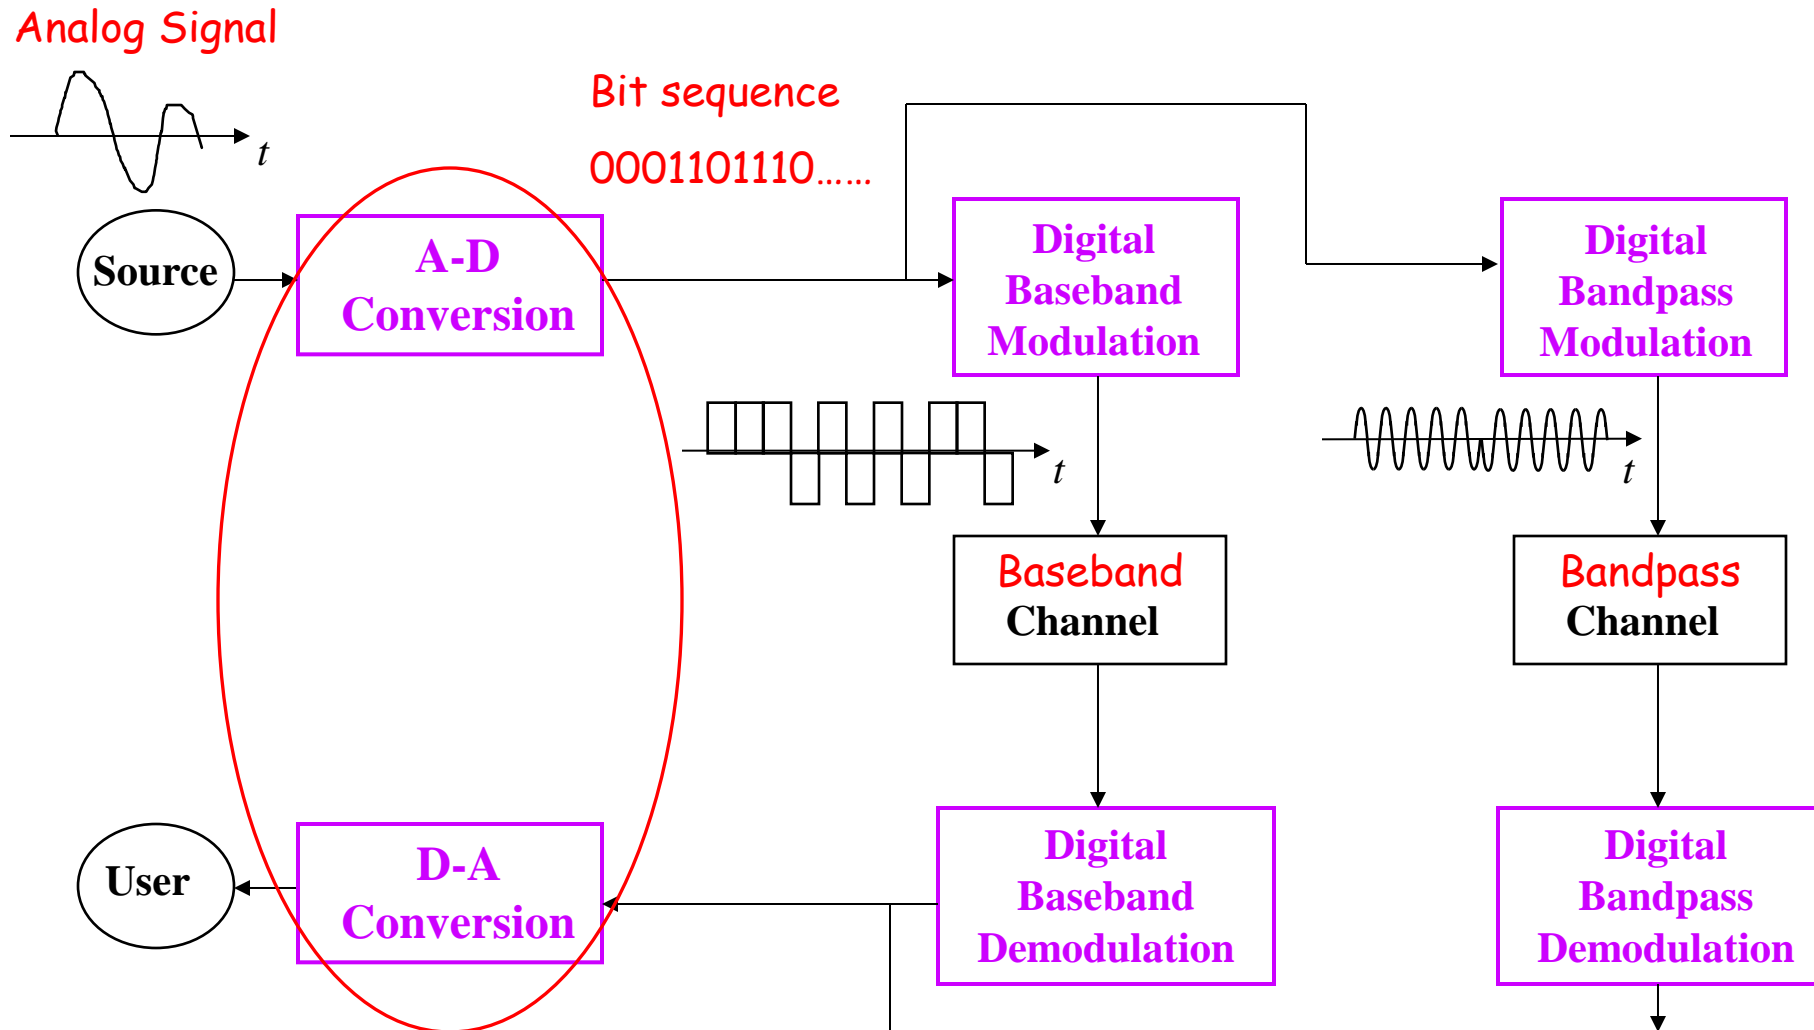 Analog Signal
t
Bit sequence
0001101110......
Source
A-D
Conversion
Digital
Baseband
Modulation
Digital
Bandpass
Modulation
t
t
Baseband
Channel
Bandpass
Channel
User
D-A
Conversion
Digital
Baseband
Demodulation
Digital
Bandpass
Demodulation